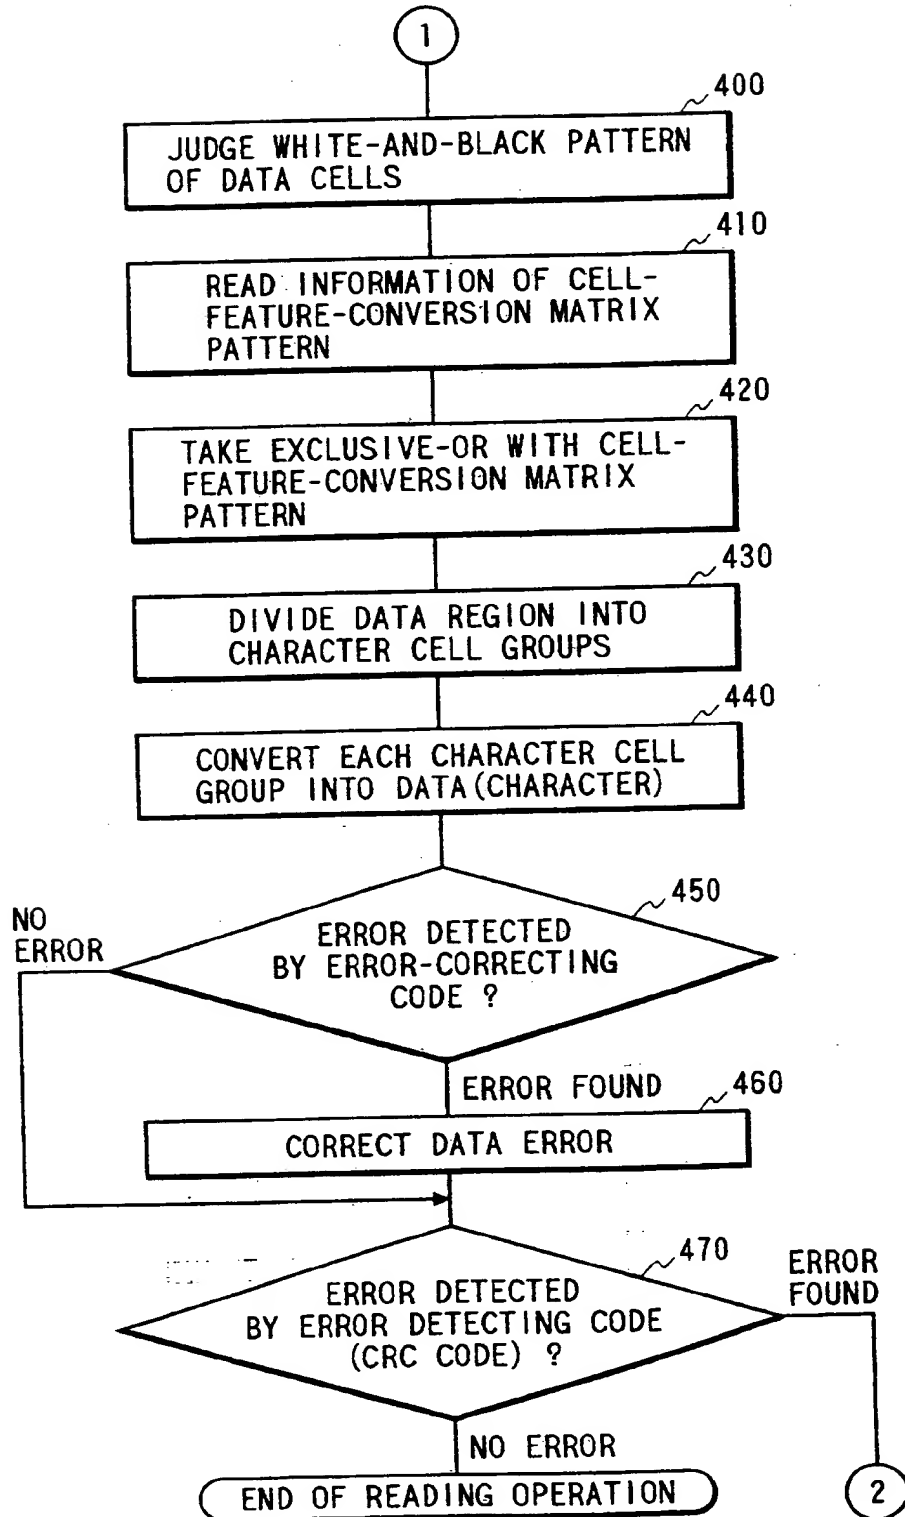 1
400
JUDGE WHITE-AND-BLACK PATTERN
OF DATA CELLS
410
READ INFORMATION OF CELL-
FEATURE-CONVERSION MATRIX
PATTERN
420
TAKE EXCLUSIVE-OR WITH CELL-
FEATURE-CONVERSION MATRIX
PATTERN
430
DIVIDE DATA REGION INTO
CHARACTER CELL GROUPS
440
CONVERT EACH CHARACTER CELL
GROUP INTO DATA(CHARACTER)
450
NO
ERROR
ERROR DETECTED
BY ERROR-CORRECTING
CODE ?
ERROR FOUND
460
CORRECT DATA ERROR
470
ERROR
FOUND
ERROR DETECTED
BY ERROR DETECTING CODE
(CRC CODE) ?
NO ERROR
END OF READING OPERATION
2